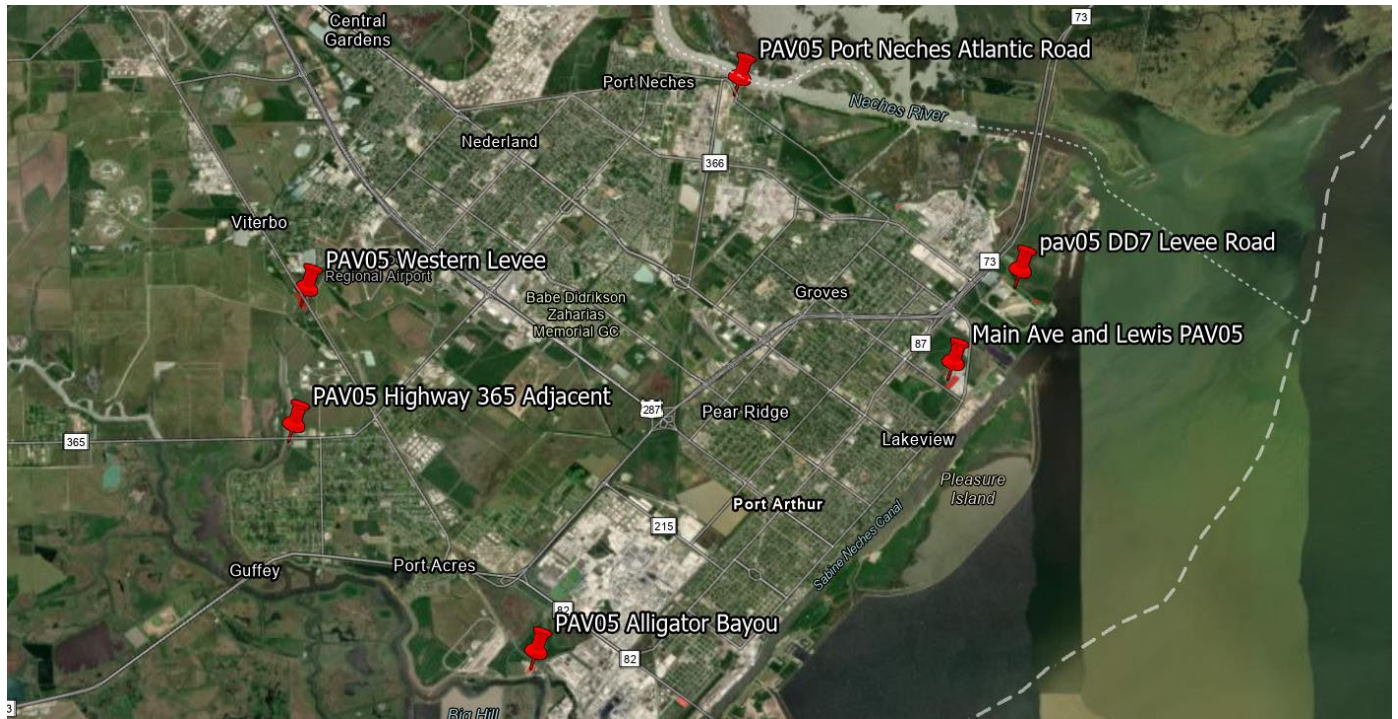 Central
Gardens
73
PAV05 Port Neches Atlantic Road
Port Neches
Neches River
Nederland
366
Viterbo
PAV05 Western Levee
Regional Airport
pav05 DD7 Levee Road
73
Groves
Babe Didrikson
Zaharias
Memorial GC
87
Main Ave and Lewis PAV05
PAV05 Highway 365 Adjacent
287
Pear Ridge
365
Lakeview
Pleasure
Island
Port Arthur
215
Sabine Neches Canal
Guffey
Port Acres
82
PAV05 Alligator Bayou
82
3
Big Hill